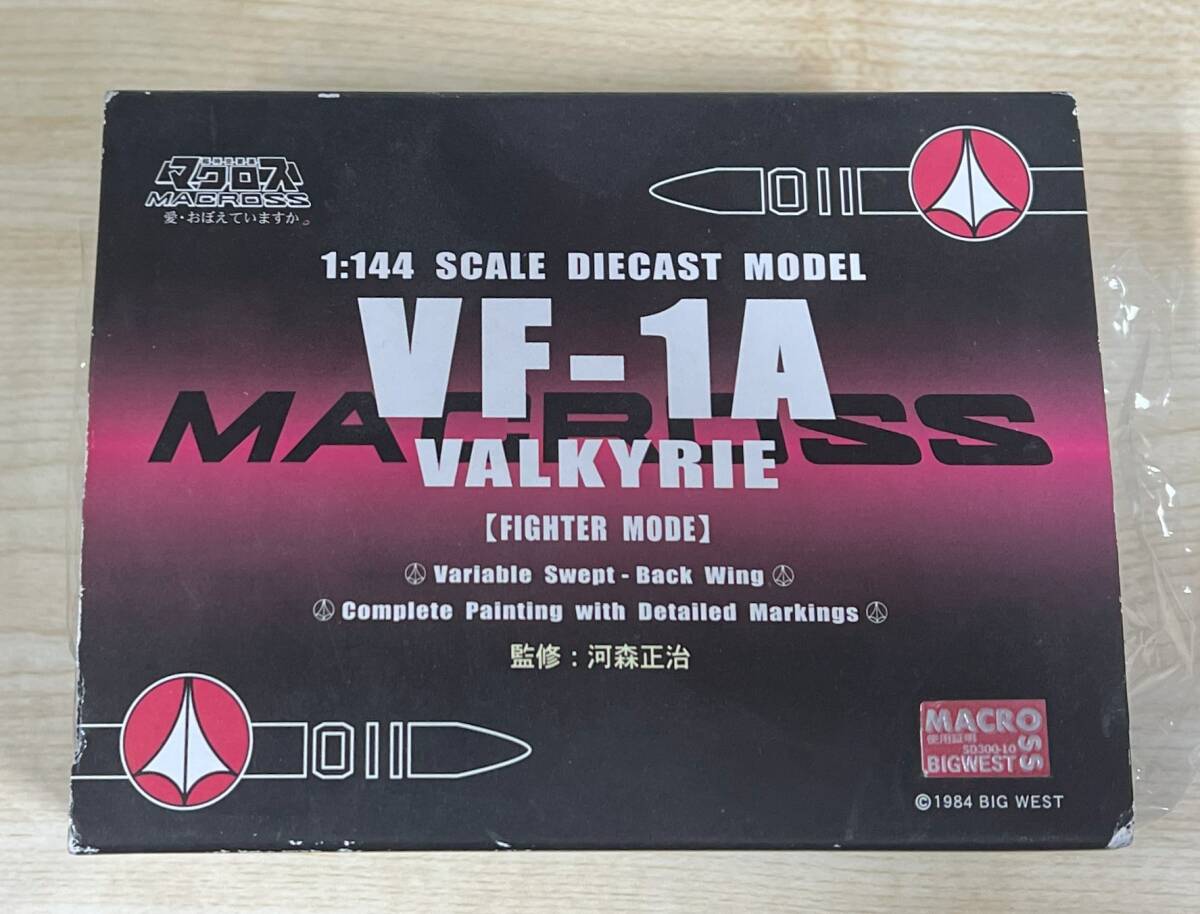 超時空要塞
マクロス
MACROSS
愛・おぼえていますか
011
1:144 SCALE DIECAST MODEL
VF-1A
MACROSS
VALKYRIE
【FIGHTER MODE】
Variable Swept-Back Wing
Complete Painting with Detailed Markings
監修：河森正治
011
MACROSS
使用証明
SD300-10
BIGWEST
©1984 BIG WEST